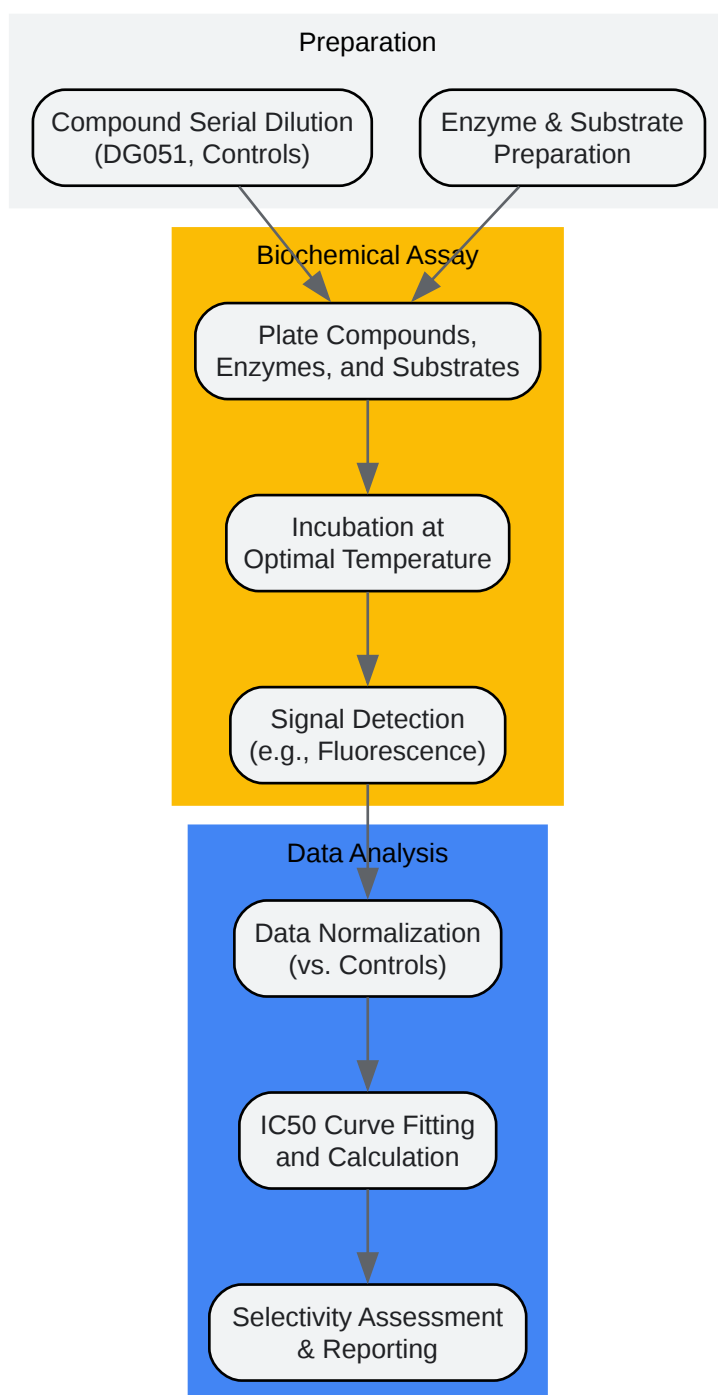 Preparation
Compound Serial Dilution
(DG051, Controls)
Enzyme & Substrate
Preparation
Biochemical Assay
Plate Compounds,
Enzymes, and Substrates
Incubation at
Optimal Temperature
Signal Detection
(e.g., Fluorescence)
Data Analysis
Data Normalization
(vs. Controls)
IC50 Curve Fitting
and Calculation
Selectivity Assessment
& Reporting